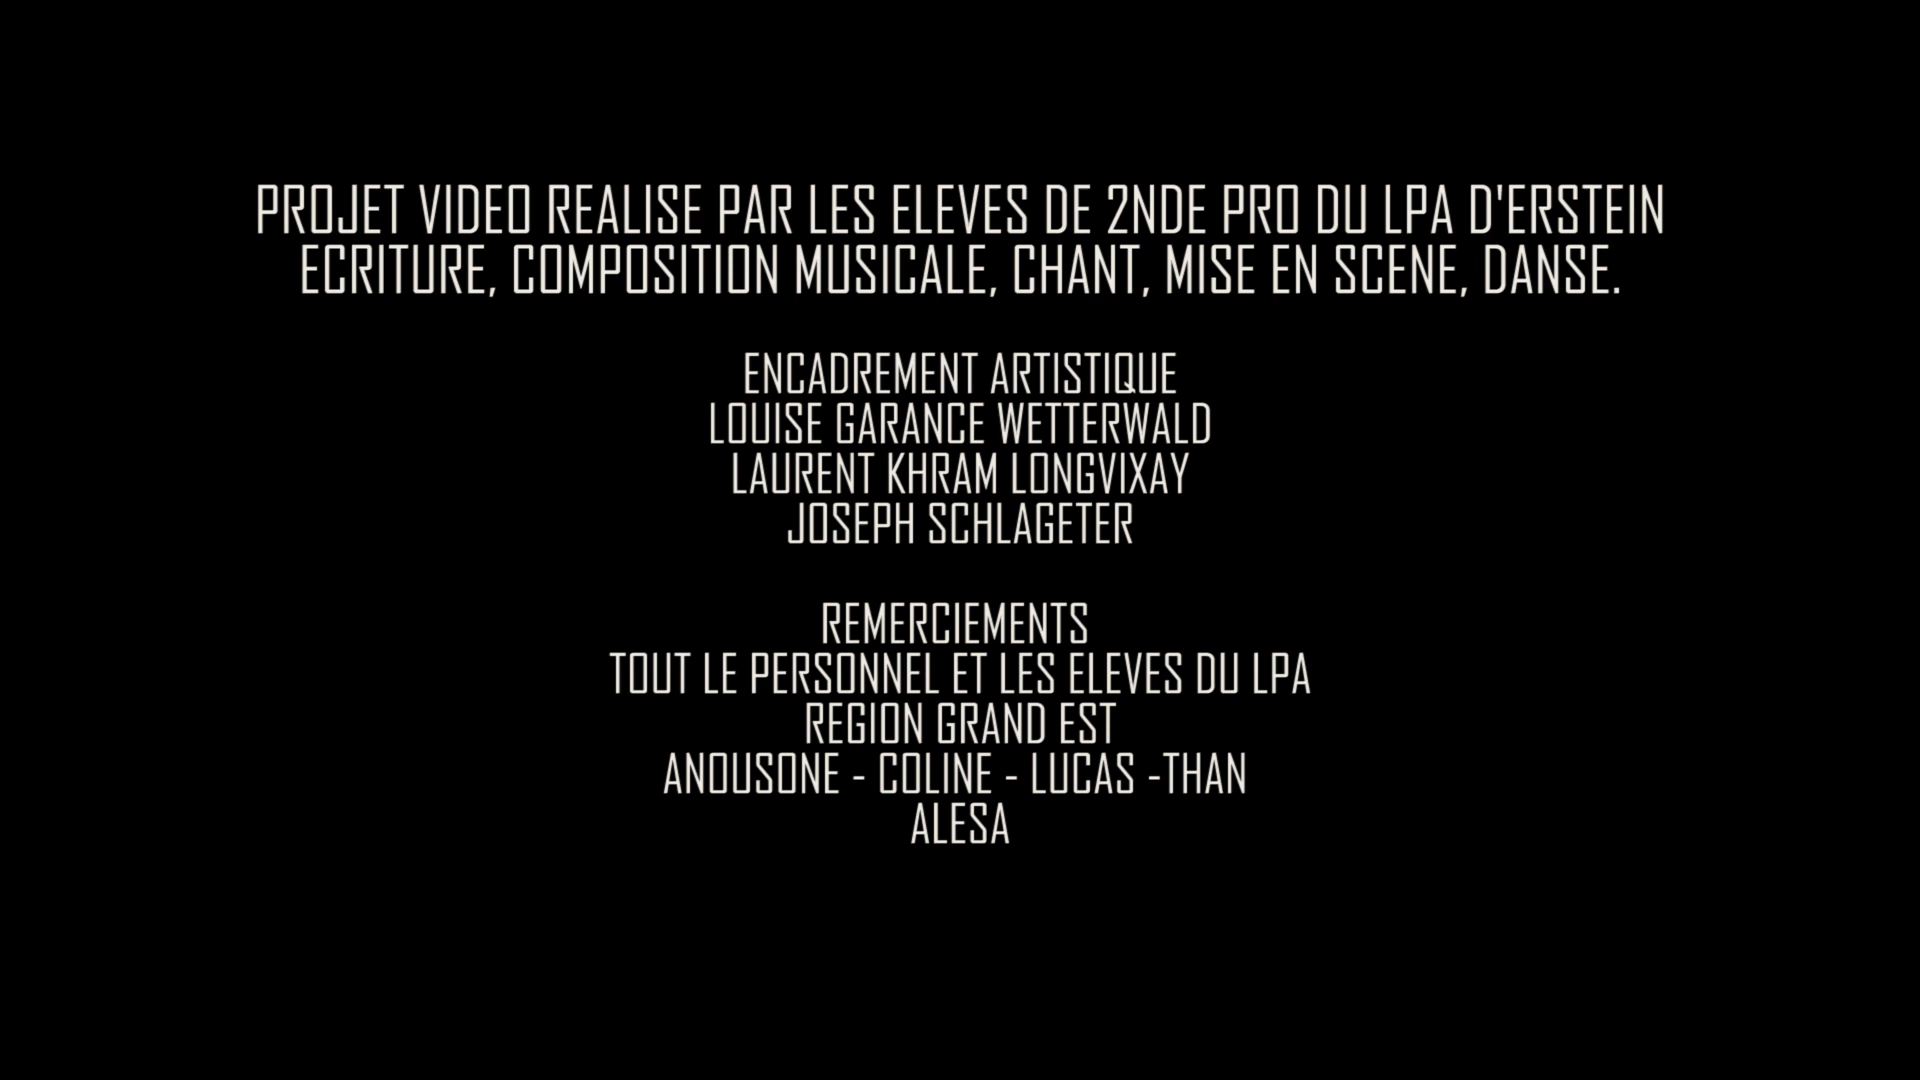 PROJET VIDEO REALISE PAR LES ELEVES DE 2NDE PRO DU LPA D'ERSTEIN
ECRITURE, COMPOSITION MUSICALE, CHANT, MISE EN SCENE, DANSE.
ENCADREMENT ARTISTIQUE
LOUISE GARANCE WETTERWALD
LAURENT KHRAM LONGVIXAY
JOSEPH SCHLAGETER
REMERCIEMENTS
TOUT LE PERSONNEL ET LES ELEVES DU LPA
REGION GRAND EST
ANOUSONE - COLINE - LUCAS -THAN
ALESA